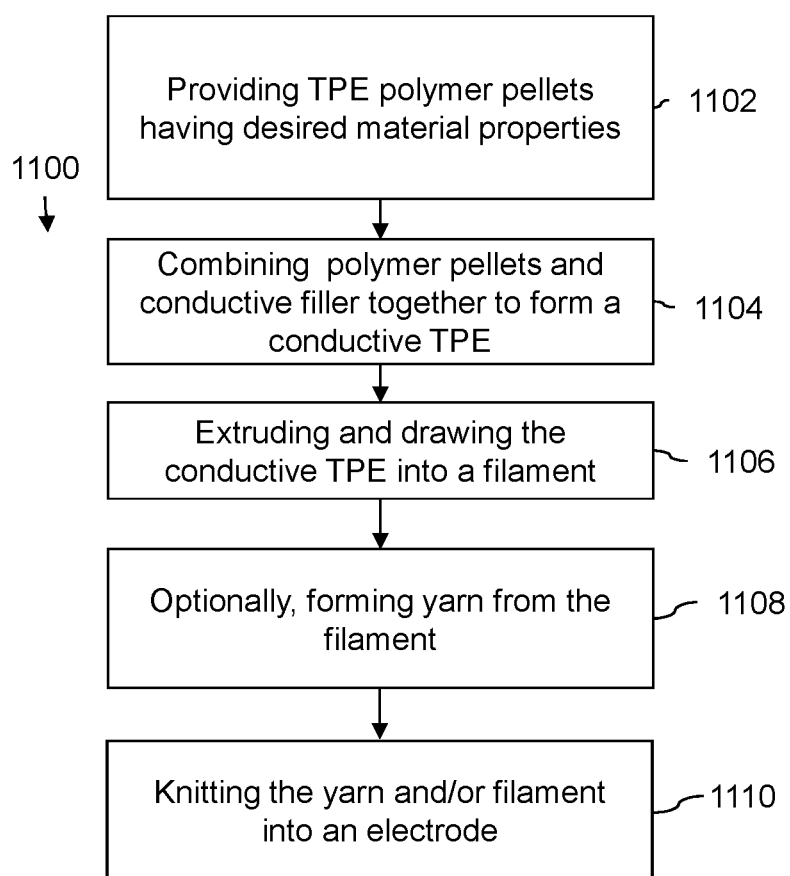 Providing TPE polymer pellets
having desired material properties
1102
1100
Combining polymer pellets and
conductive filler together to form a
conductive TPE
1104
Extruding and drawing the
conductive TPE into a filament
1106
Optionally, forming yarn from the
filament
1108
Knitting the yarn and/or filament
into an electrode
1110